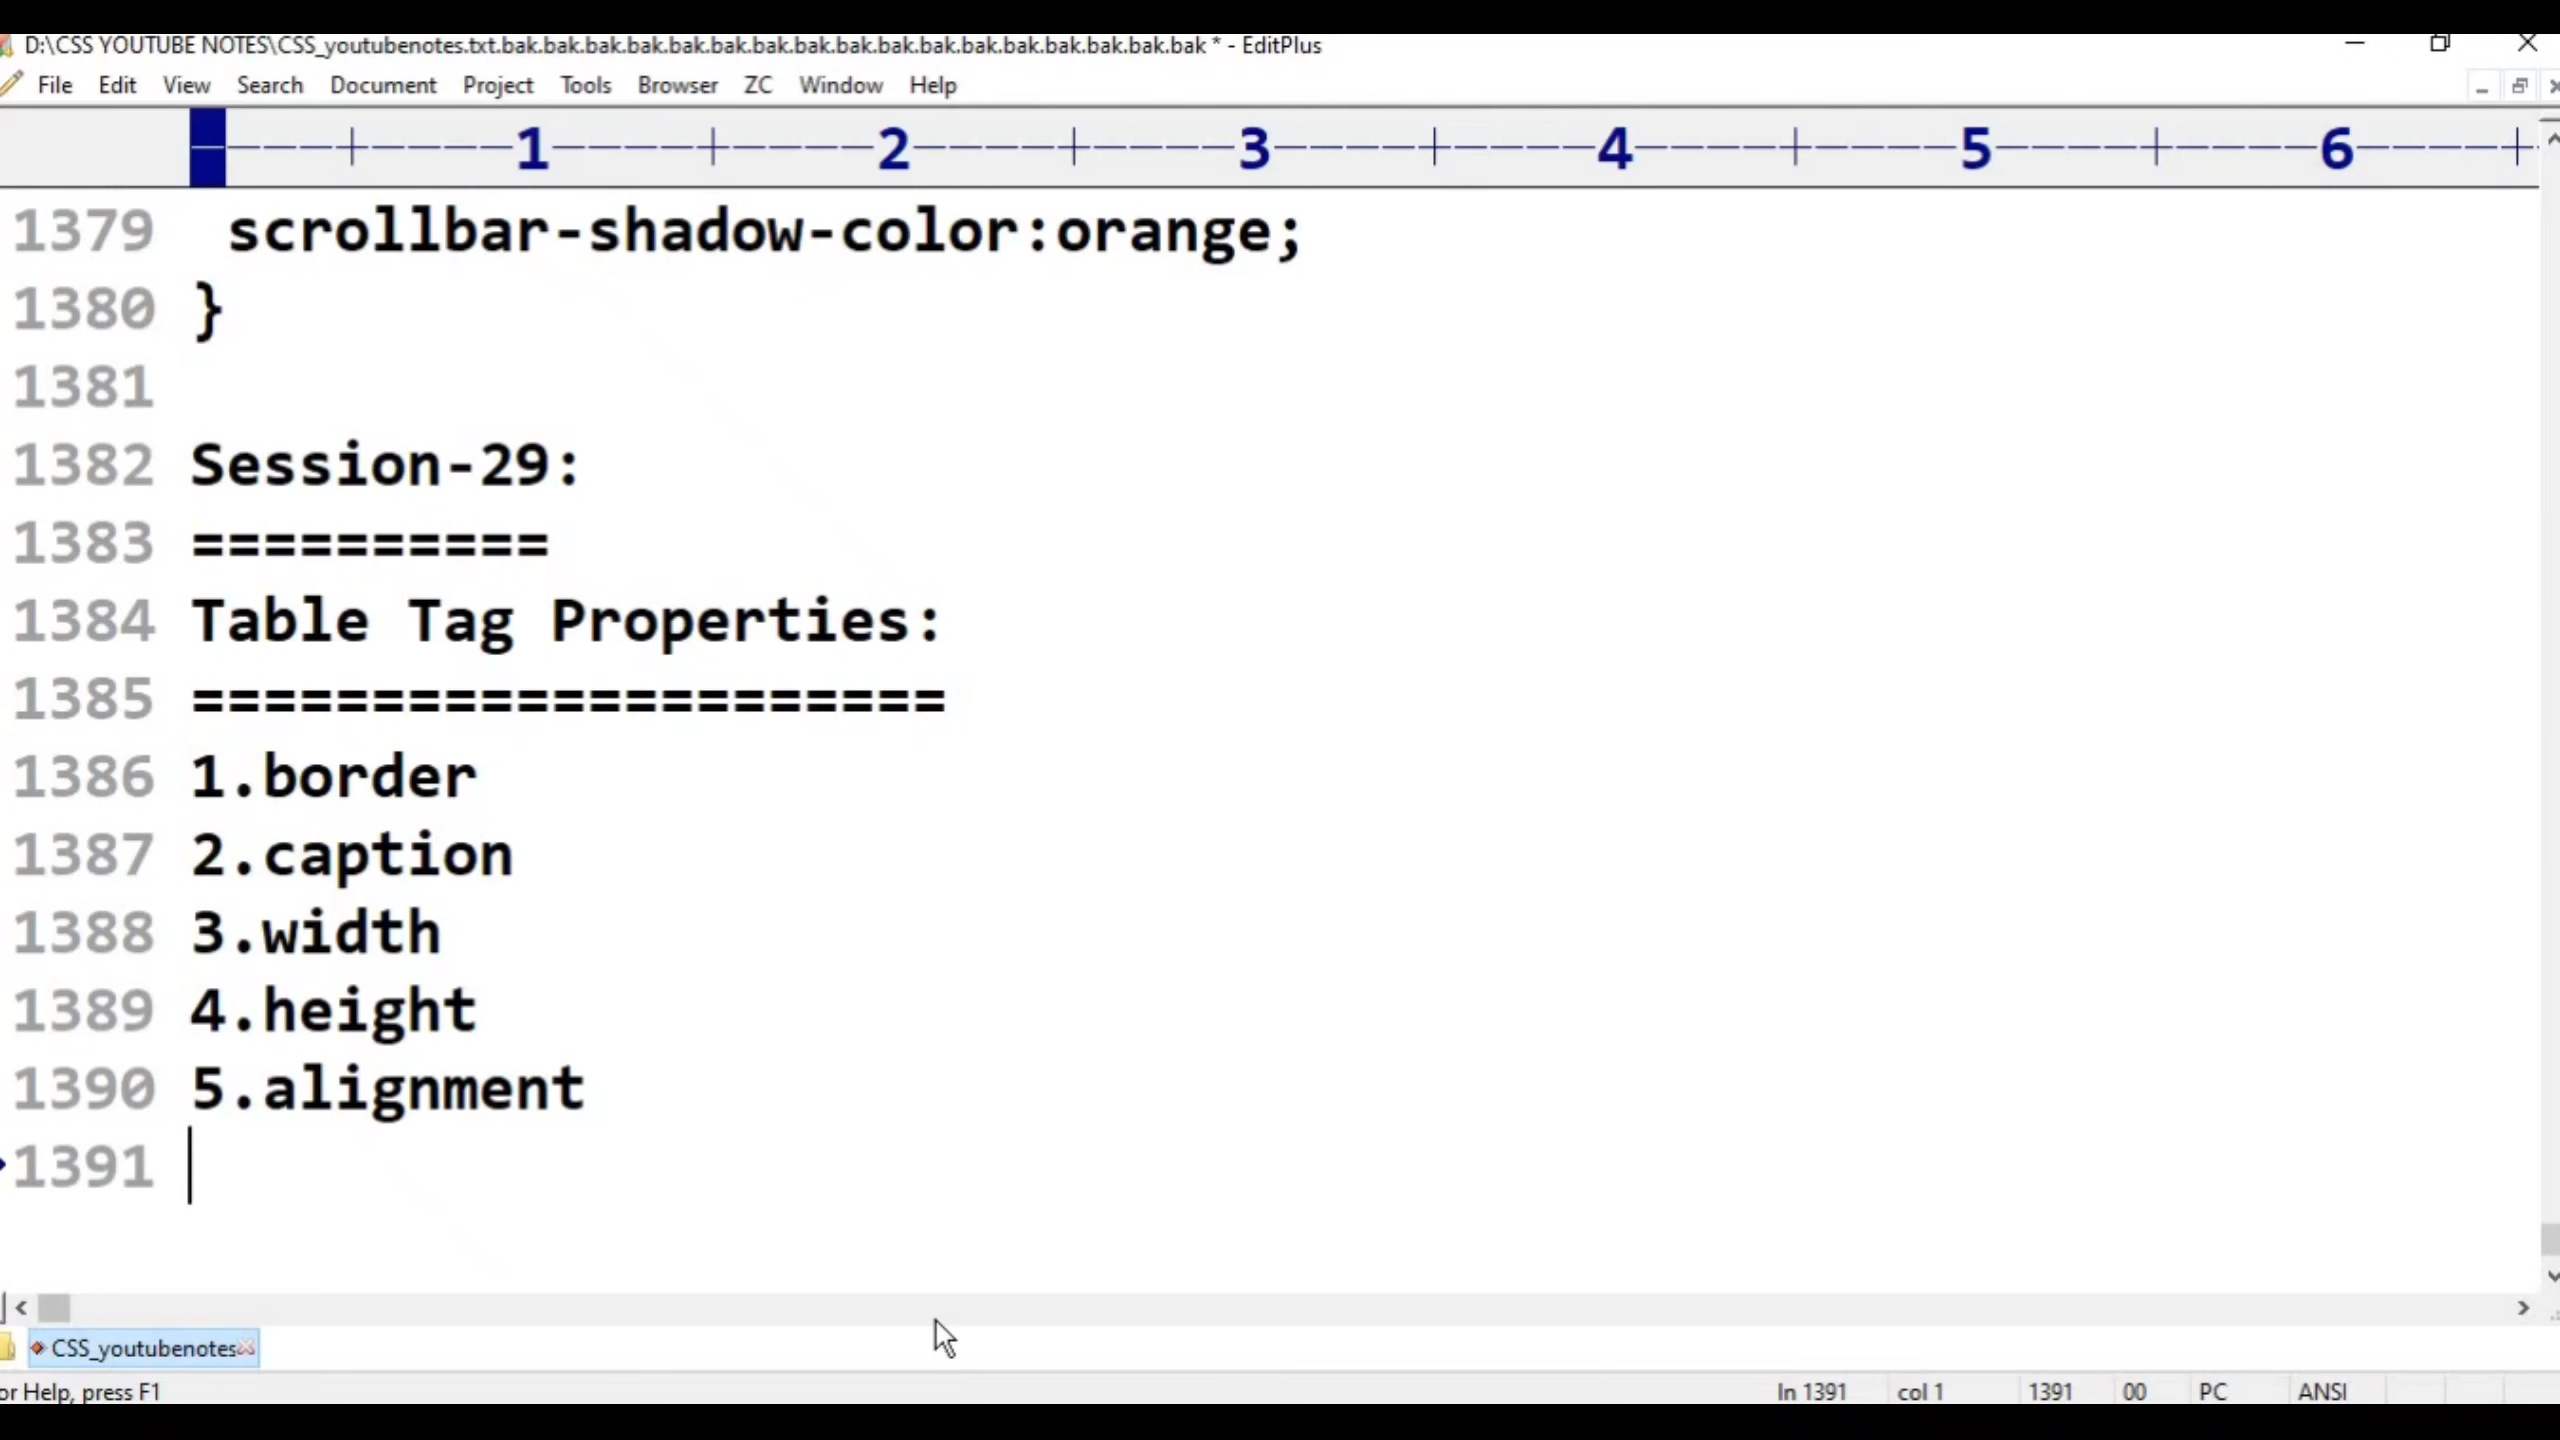 D:\CSS YOUTUBE NOTES\CSS_youtubenotes.txt.bak.bak.bak.bak.bak.bak.bak.bak.bak.bak.bak.bak.bak.bak.bak.bak.bak * - EditPlus
File Edit View Search Document Project Tools Browser ZC Window Help
----+----1----+----2----+----3----+----4----+----5----+----6----+-
1379 scrollbar-shadow-color:orange;
1380 }
1381
1382 Session-29:
1383 ==========
1384 Table Tag Properties:
1385 =====================
1386 1.border
1387 2.caption
1388 3.width
1389 4.height
1390 5.alignment
1391
CSS_youtubenotes
or Help, press F1 ln 1391 col 1 1391 00 PC ANSI